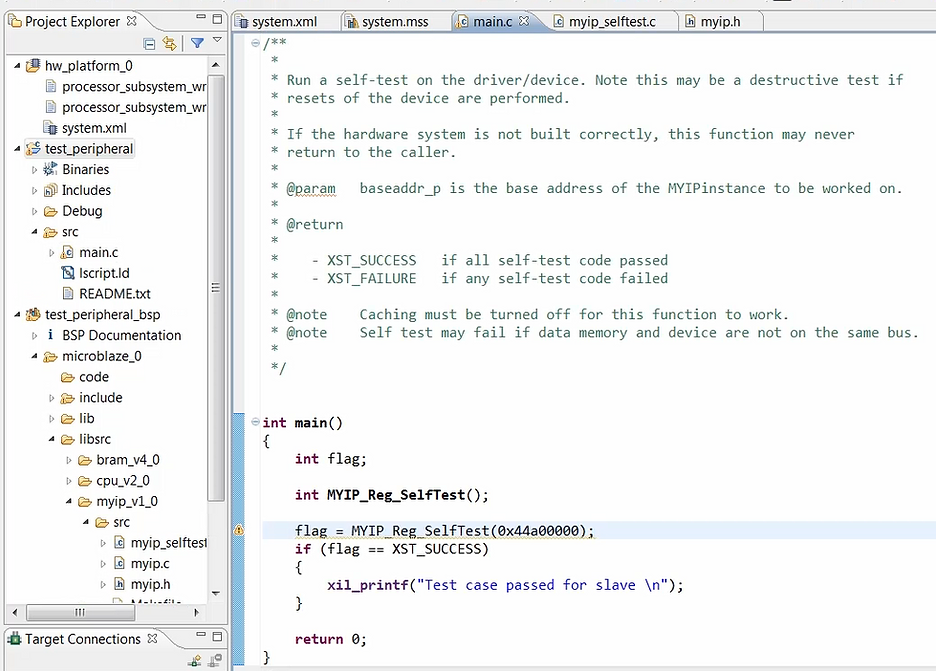 Project Explorer
hw_platform_0
processor_subsystem_wr
processor_subsystem_wr
system.xml
test_peripheral
Binaries
Includes
Debug
src
main.c
lscript.ld
README.txt
test_peripheral_bsp
BSP Documentation
microblaze_0
code
include
lib
libsrc
bram_v4_0
cpu_v2_0
myip_v1_0
src
myip_selftest
myip.c
myip.h
Target Connections
system.xml system.mss main.c myip_selftest.c myip.h
/**
*
* Run a self-test on the driver/device. Note this may be a destructive test if
* resets of the device are performed.
*
* If the hardware system is not built correctly, this function may never
* return to the caller.
*
* @param baseaddr_p is the base address of the MYIPinstance to be worked on.
*
* @return
*
* - XST_SUCCESS if all self-test code passed
* - XST_FAILURE if any self-test code failed
*
* @note Caching must be turned off for this function to work.
* @note Self test may fail if data memory and device are not on the same bus.
*
*/
int main()
{
int flag;
int MYIP_Reg_SelfTest();
flag = MYIP_Reg_SelfTest(0x44a00000);
if (flag == XST_SUCCESS)
{
xil_printf("Test case passed for slave \n");
}
return 0;
}